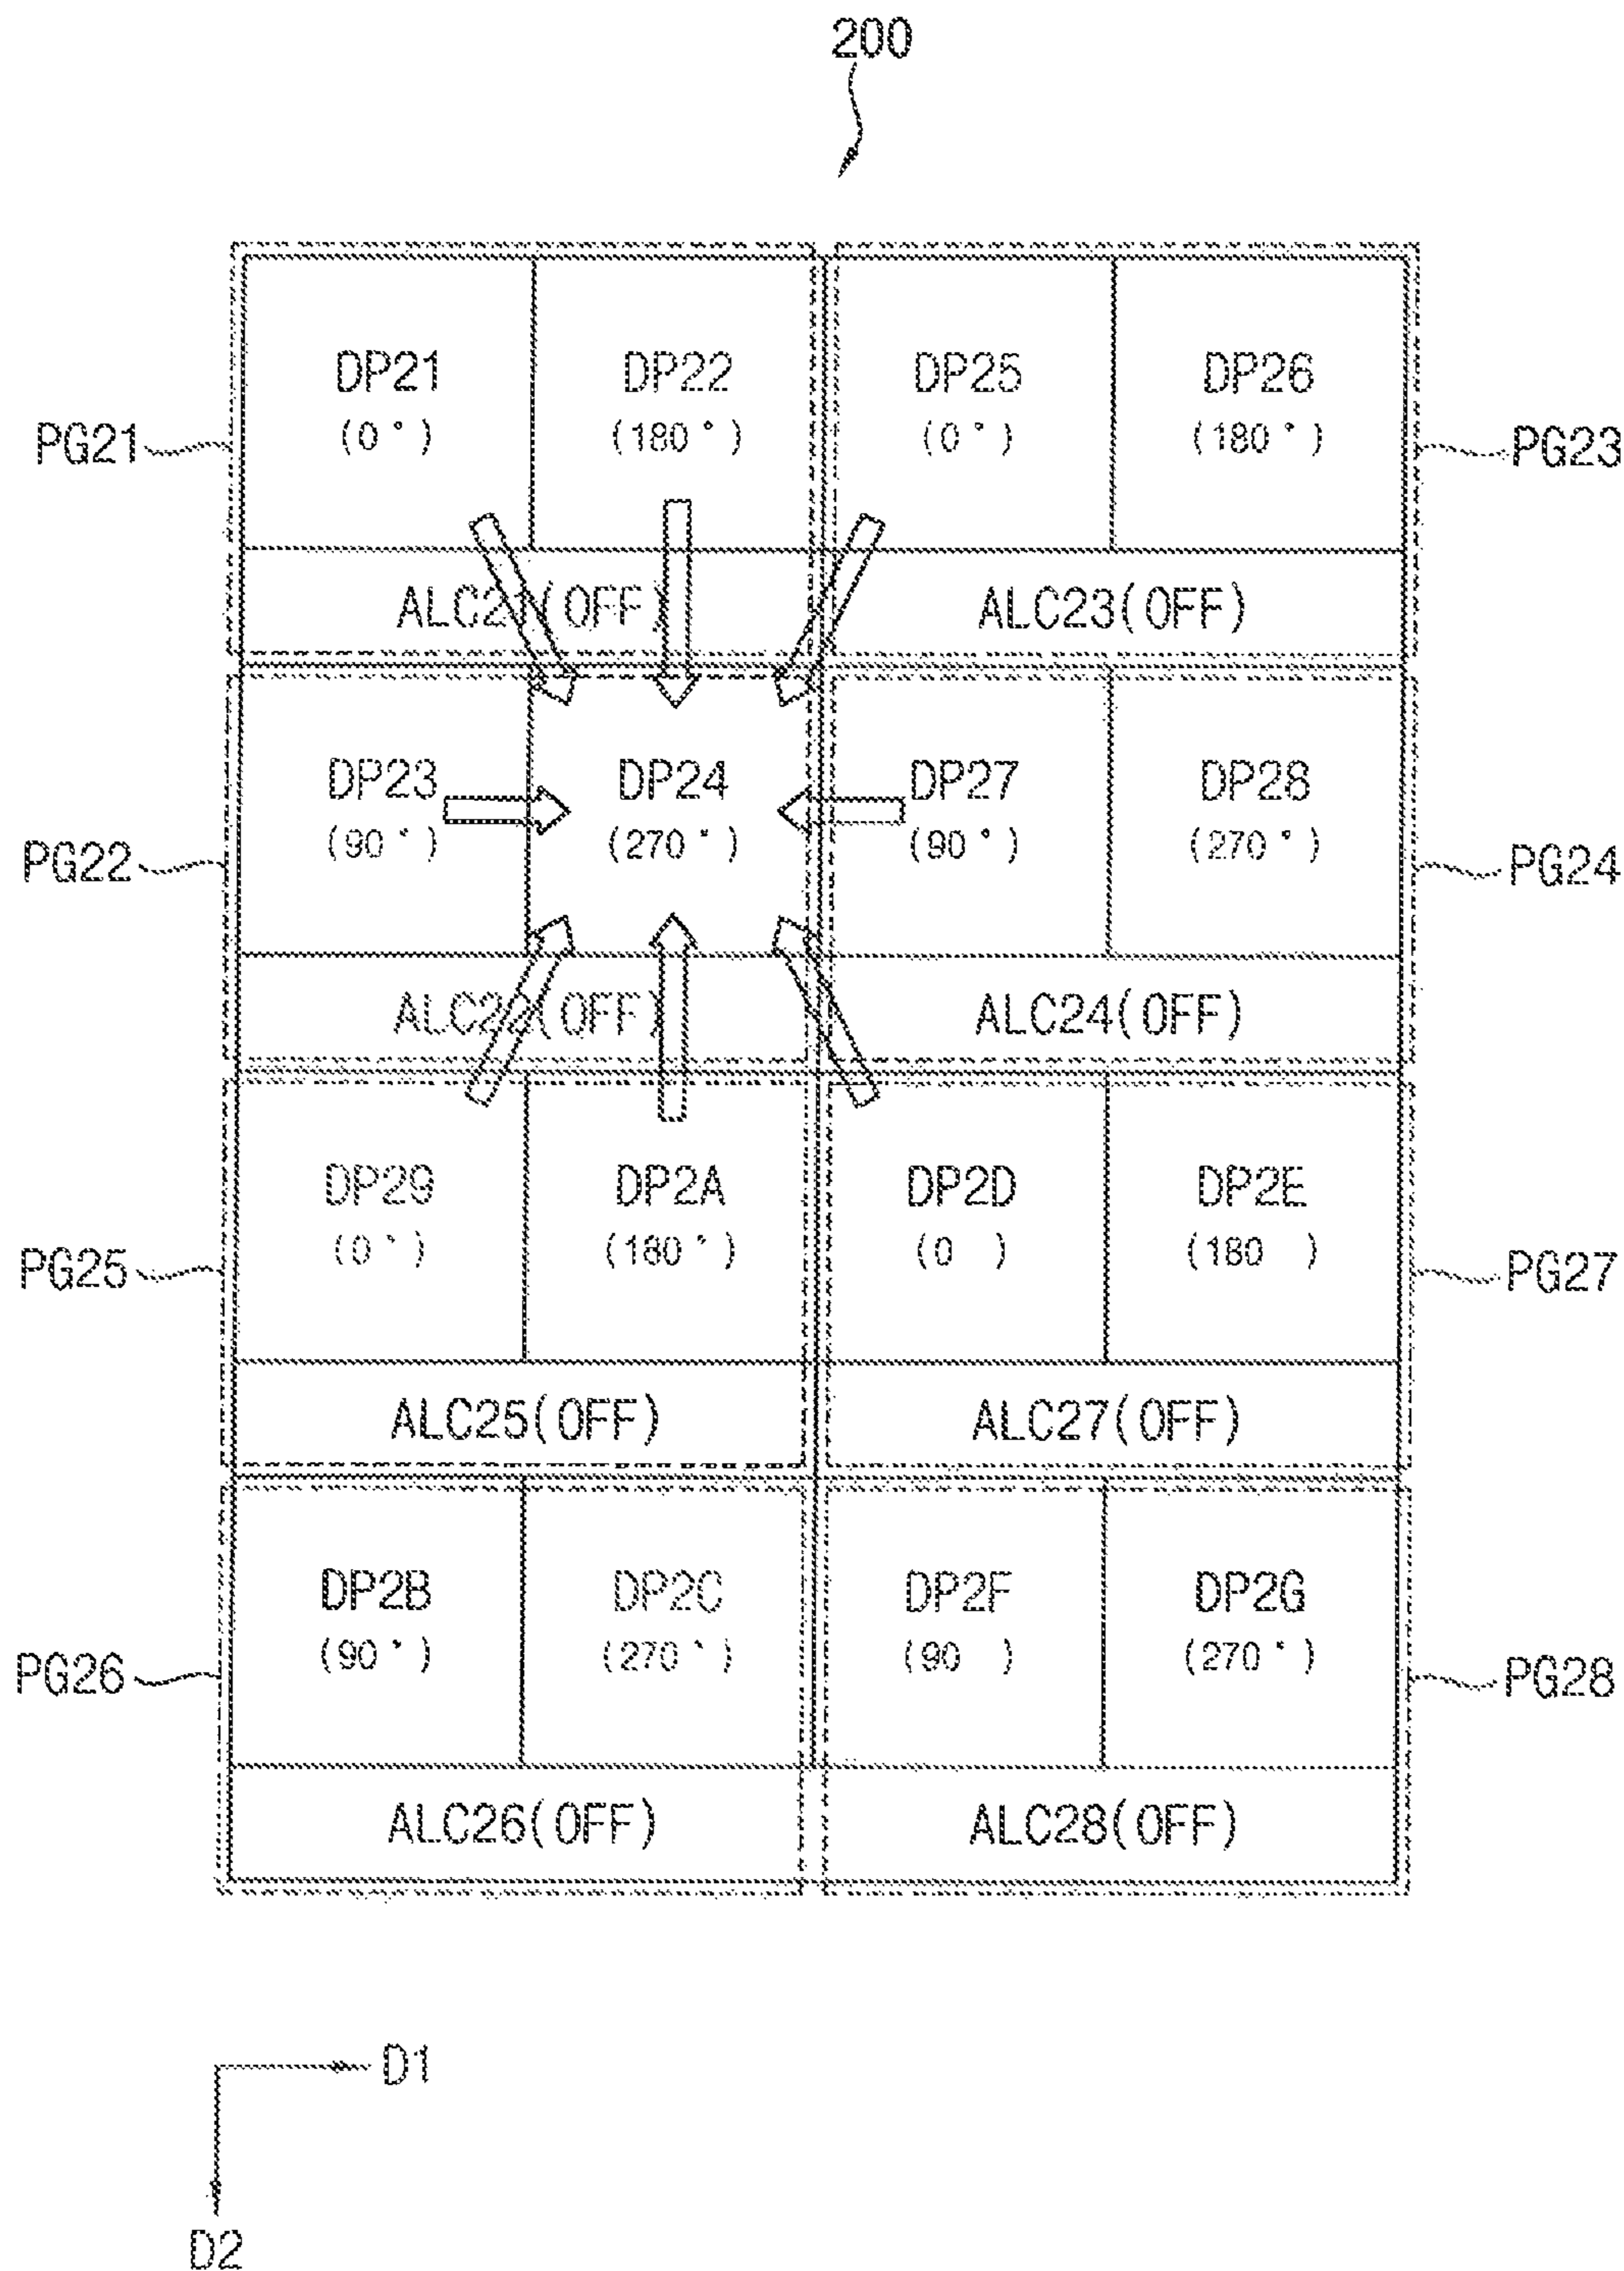 200
DP21 DP22 DP25 DP26
(0°) (180°) (0°) (180°)
PG21 PG23
ALC21(OFF) ALC23(OFF)
DP23 DP24 DP27 DP28
(90°) (270°) (90°) (270°)
PG22 PG24
ALC22(OFF) ALC24(OFF)
DP29 DP2A DP2D DP2E
(0°) (180°) (0 ) (180 )
PG25 PG27
ALC25(OFF) ALC27(OFF)
DP2B DP2C DP2F DP2G
(90°) (270°) (90 ) (270°)
PG26 PG28
ALC26(OFF) ALC28(OFF)
D1
D2